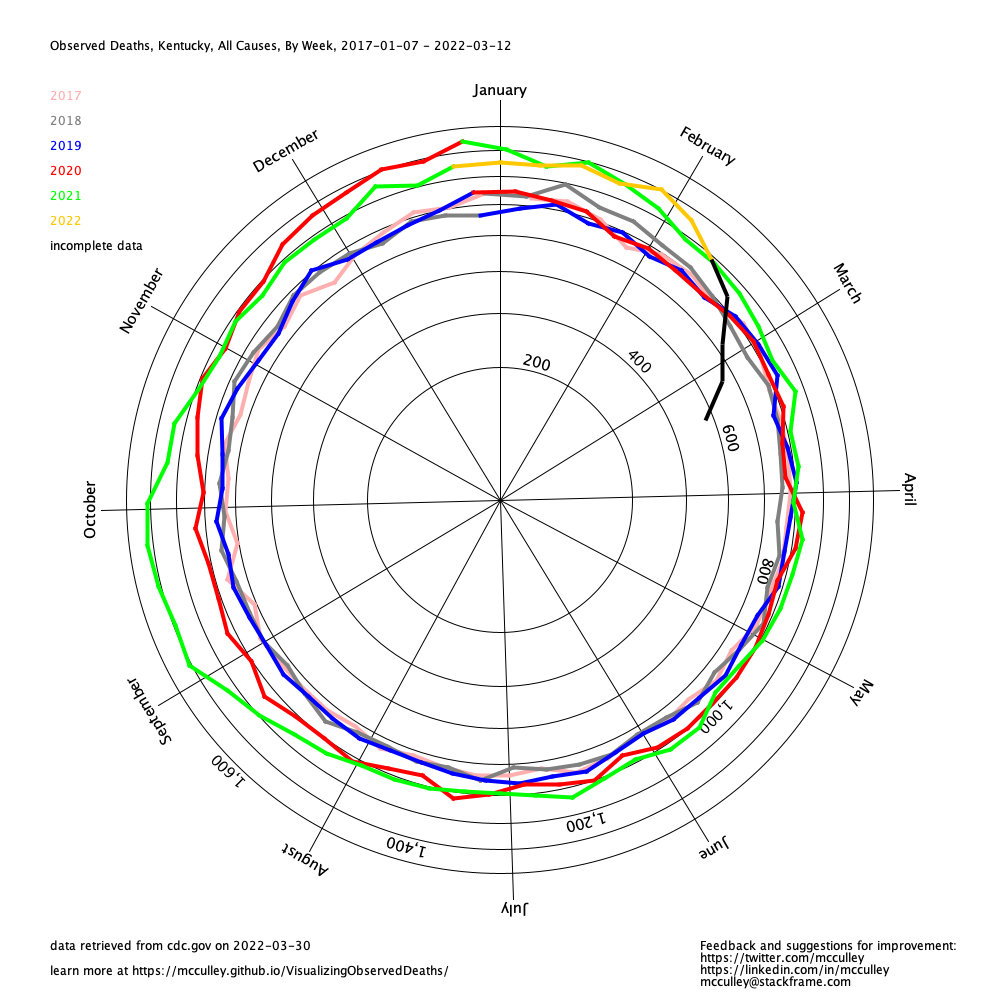 Observed Deaths, Kentucky, All Causes, By Week, 2017-01-07 - 2022-03-12
January
2017
2018
2019
2020
2021
2022
incomplete data
December
February
November
March
200
400
600
October
April
800
September
May
1,000
1,600
1,200
1,400
August
June
July
data retrieved from cdc.gov on 2022-03-30
learn more at https://mcculley.github.io/VisualizingObservedDeaths/
Feedback and suggestions for improvement:
https://twitter.com/mcculley
https://linkedin.com/in/mcculley
mcculley@stackframe.com